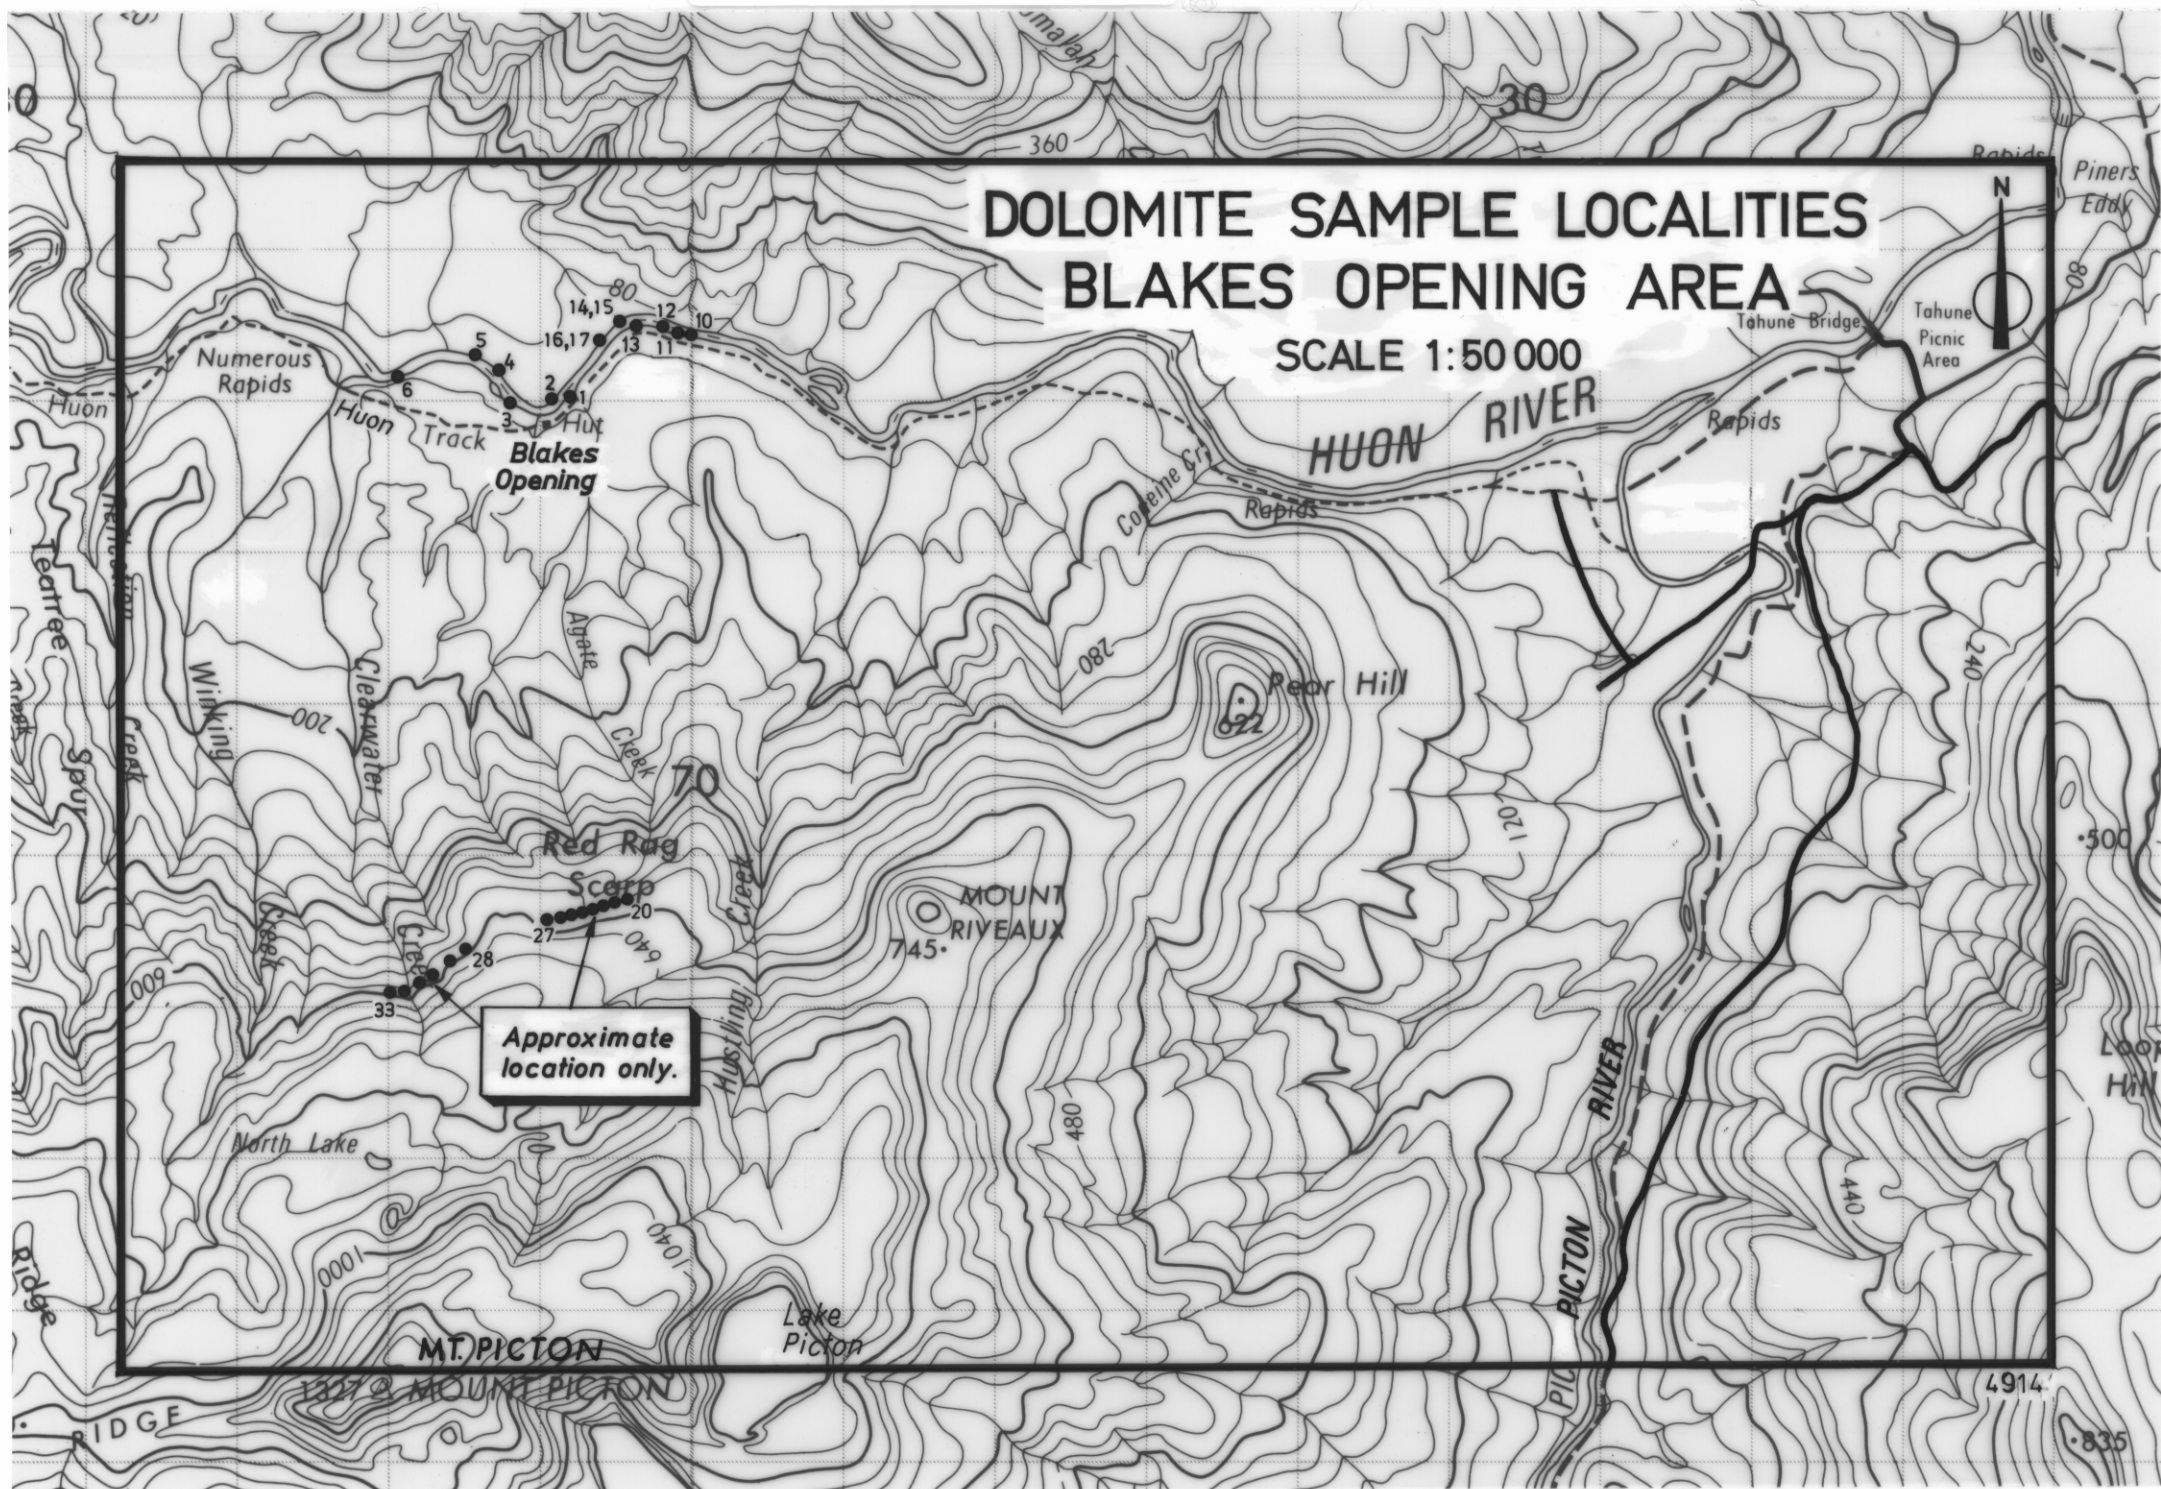 30
360
Rapids
Piners
Eddy
N
DOLOMITE SAMPLE LOCALITIES
BLAKES OPENING AREA
SCALE 1:50 000
Tahune Bridge
Tahune
Picnic
Area
80
80
14,15
12
10
16,17
13
11
5
4
6
3
2
1
Numerous
Rapids
Huon
Huon
Track
Hut
Blakes
Opening
HUON RIVER
Rapids
Rapids
Teatree
Spur
Creek
Winking
Creek
Clearwater
Agate
Creek
200
280
Pear Hill
622
240
70
120
Red Rag
Scarp
20
27
28
33
640
600
Creek
Hustling
MOUNT
RIVEAUX
745
500
Approximate
location only.
480
440
Hill
North Lake
1000
1040
Lake
Picton
PICTON RIVER
Ridge
MT. PICTON
1327 MOUNT PICTON
RIDGE
4914
835